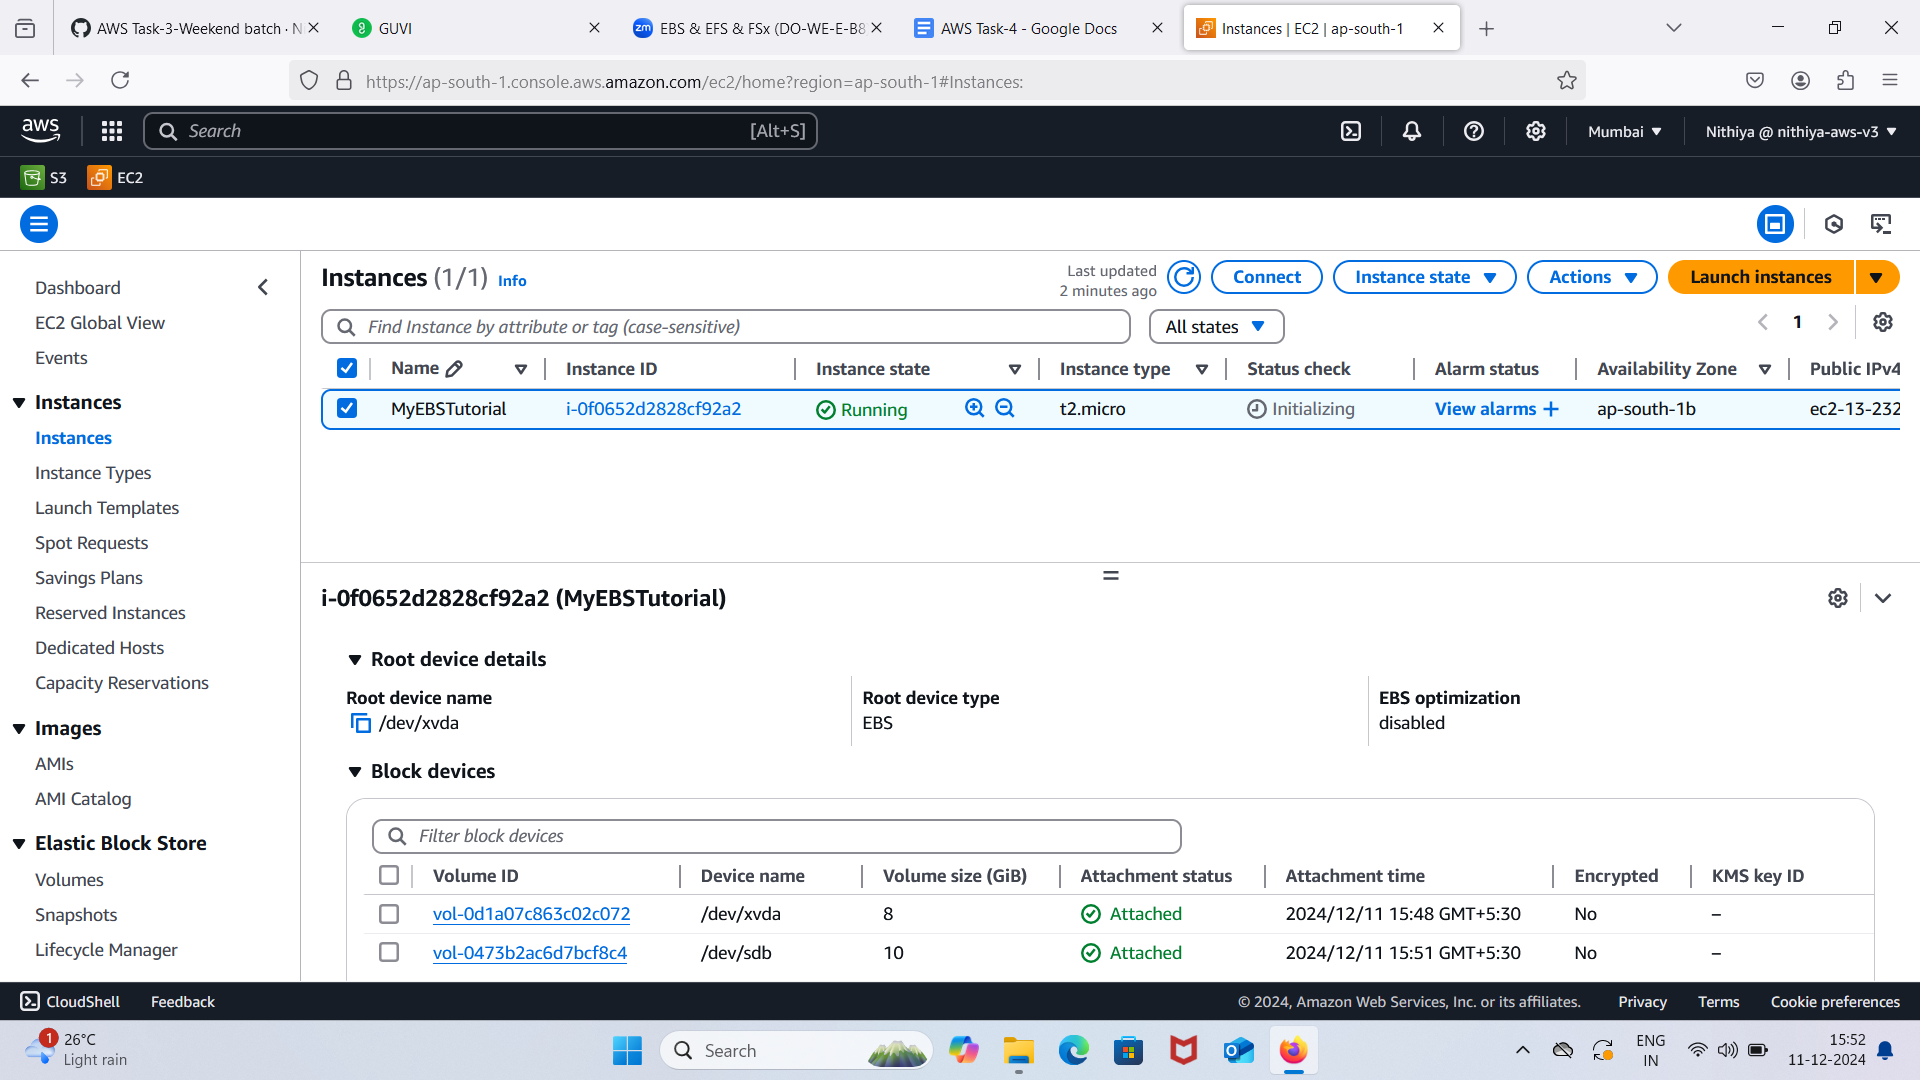 AWS Task-3-Weekend batch · N
GUVI
EBS & EFS & FSx (DO-WE-E-B8
AWS Task-4 - Google Docs
Instances | EC2 | ap-south-1
https://ap-south-1.console.aws.amazon.com/ec2/home?region=ap-south-1#Instances:
aws
Search
[Alt+S]
Mumbai
Nithiya @ nithiya-aws-v3
S3
EC2
Dashboard
EC2 Global View
Events
Instances
Instances
Instance Types
Launch Templates
Spot Requests
Savings Plans
Reserved Instances
Dedicated Hosts
Capacity Reservations
Images
AMIs
AMI Catalog
Elastic Block Store
Volumes
Snapshots
Lifecycle Manager
Instances (1/1) Info
Last updated
2 minutes ago
Connect
Instance state
Actions
Launch instances
Find Instance by attribute or tag (case-sensitive)
All states
1
Name Instance ID Instance state Instance type Status check Alarm status Availability Zone Public IPv4
MyEBSTutorial i-0f0652d2828cf92a2 Running t2.micro Initializing View alarms + ap-south-1b ec2-13-232
i-0f0652d2828cf92a2 (MyEBSTutorial)
Root device details
Root device name
/dev/xvda
Root device type
EBS
EBS optimization
disabled
Block devices
Filter block devices
Volume ID Device name Volume size (GiB) Attachment status Attachment time Encrypted KMS key ID
vol-0d1a07c863c02c072 /dev/xvda 8 Attached 2024/12/11 15:48 GMT+5:30 No –
vol-0473b2ac6d7bcf8c4 /dev/sdb 10 Attached 2024/12/11 15:51 GMT+5:30 No –
CloudShell
Feedback
© 2024, Amazon Web Services, Inc. or its affiliates.
Privacy
Terms
Cookie preferences
1
26°C
Light rain
Search
ENG
IN
15:52
11-12-2024